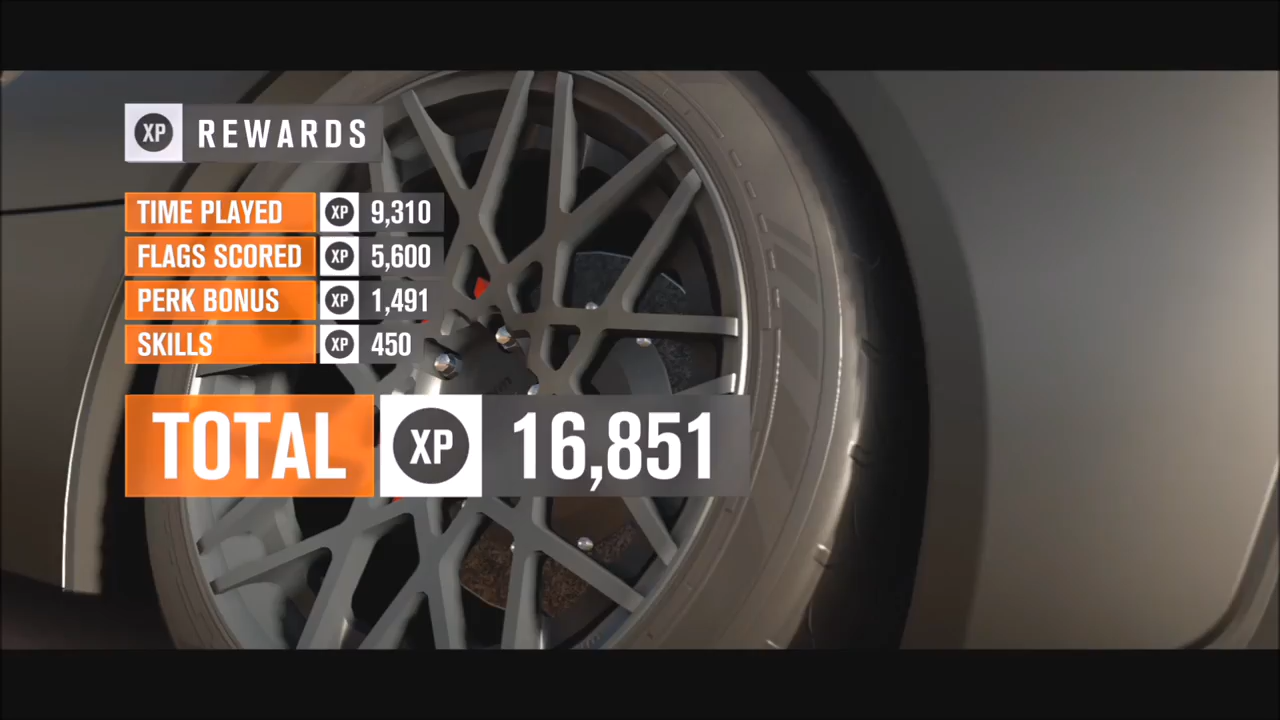 XP REWARDS
TIME PLAYED XP 9,310
FLAGS SCORED XP 5,600
PERK BONUS XP 1,491
SKILLS XP 450
TOTAL XP 16,851